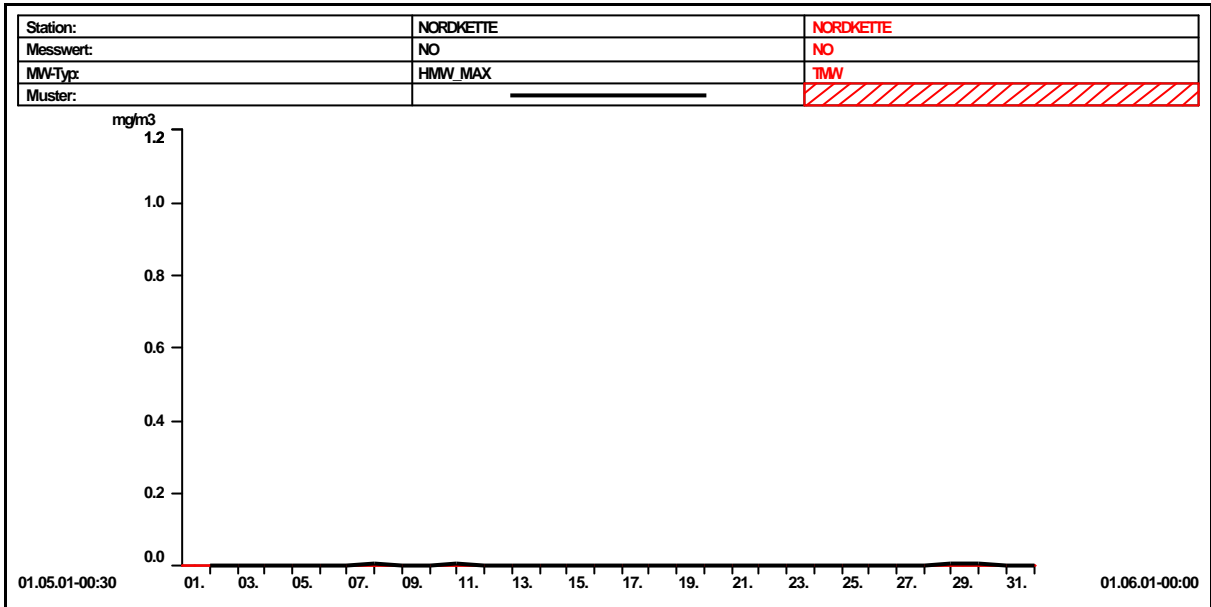 Station: NORDKETTE NORDKETTE
Messwert: NO NO
MW-Typ: HMW_MAX TMW
Muster:
mg/m3
1.2
1.0
0.8
0.6
0.4
0.2
0.0
01.05.01-00:30 01. 03. 05. 07. 09. 11. 13. 15. 17. 19. 21. 23. 25. 27. 29. 31. 01.06.01-00:00